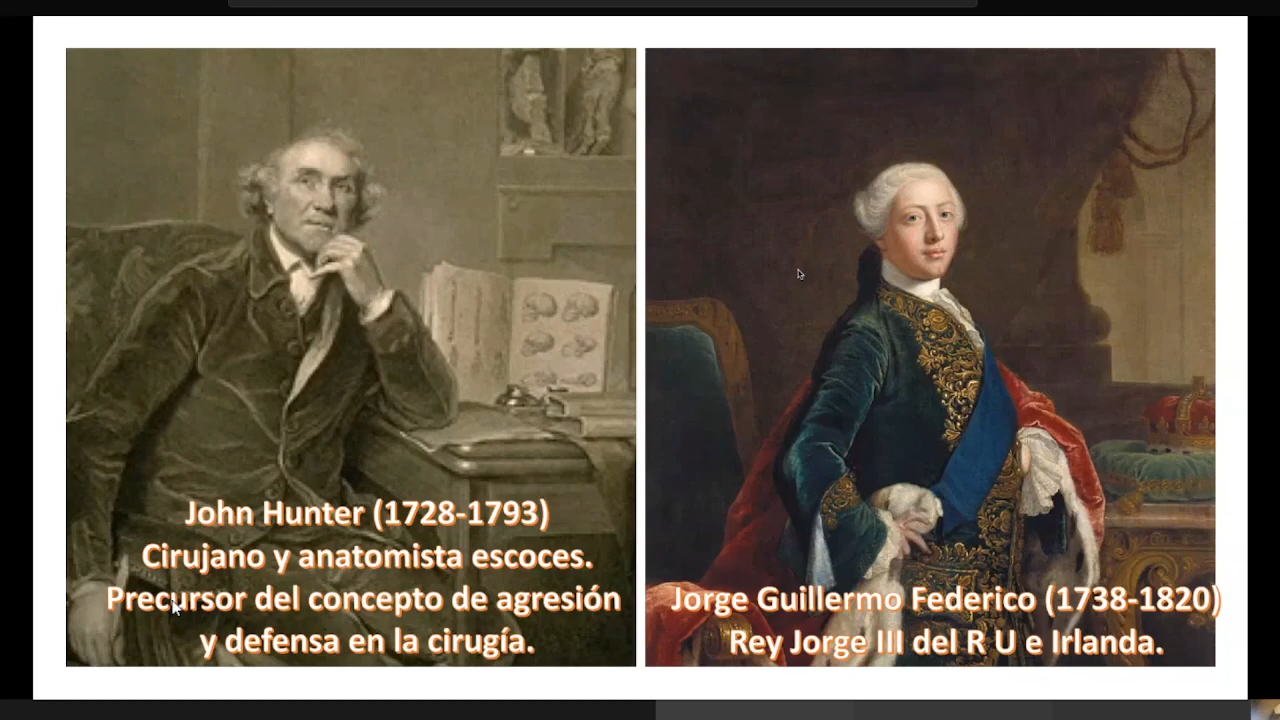 John Hunter (1728-1793)
Cirujano y anatomista escoces.
Precursor del concepto de agresión
y defensa en la cirugía.
Jorge Guillermo Federico (1738-1820)
Rey Jorge III del R U e Irlanda.